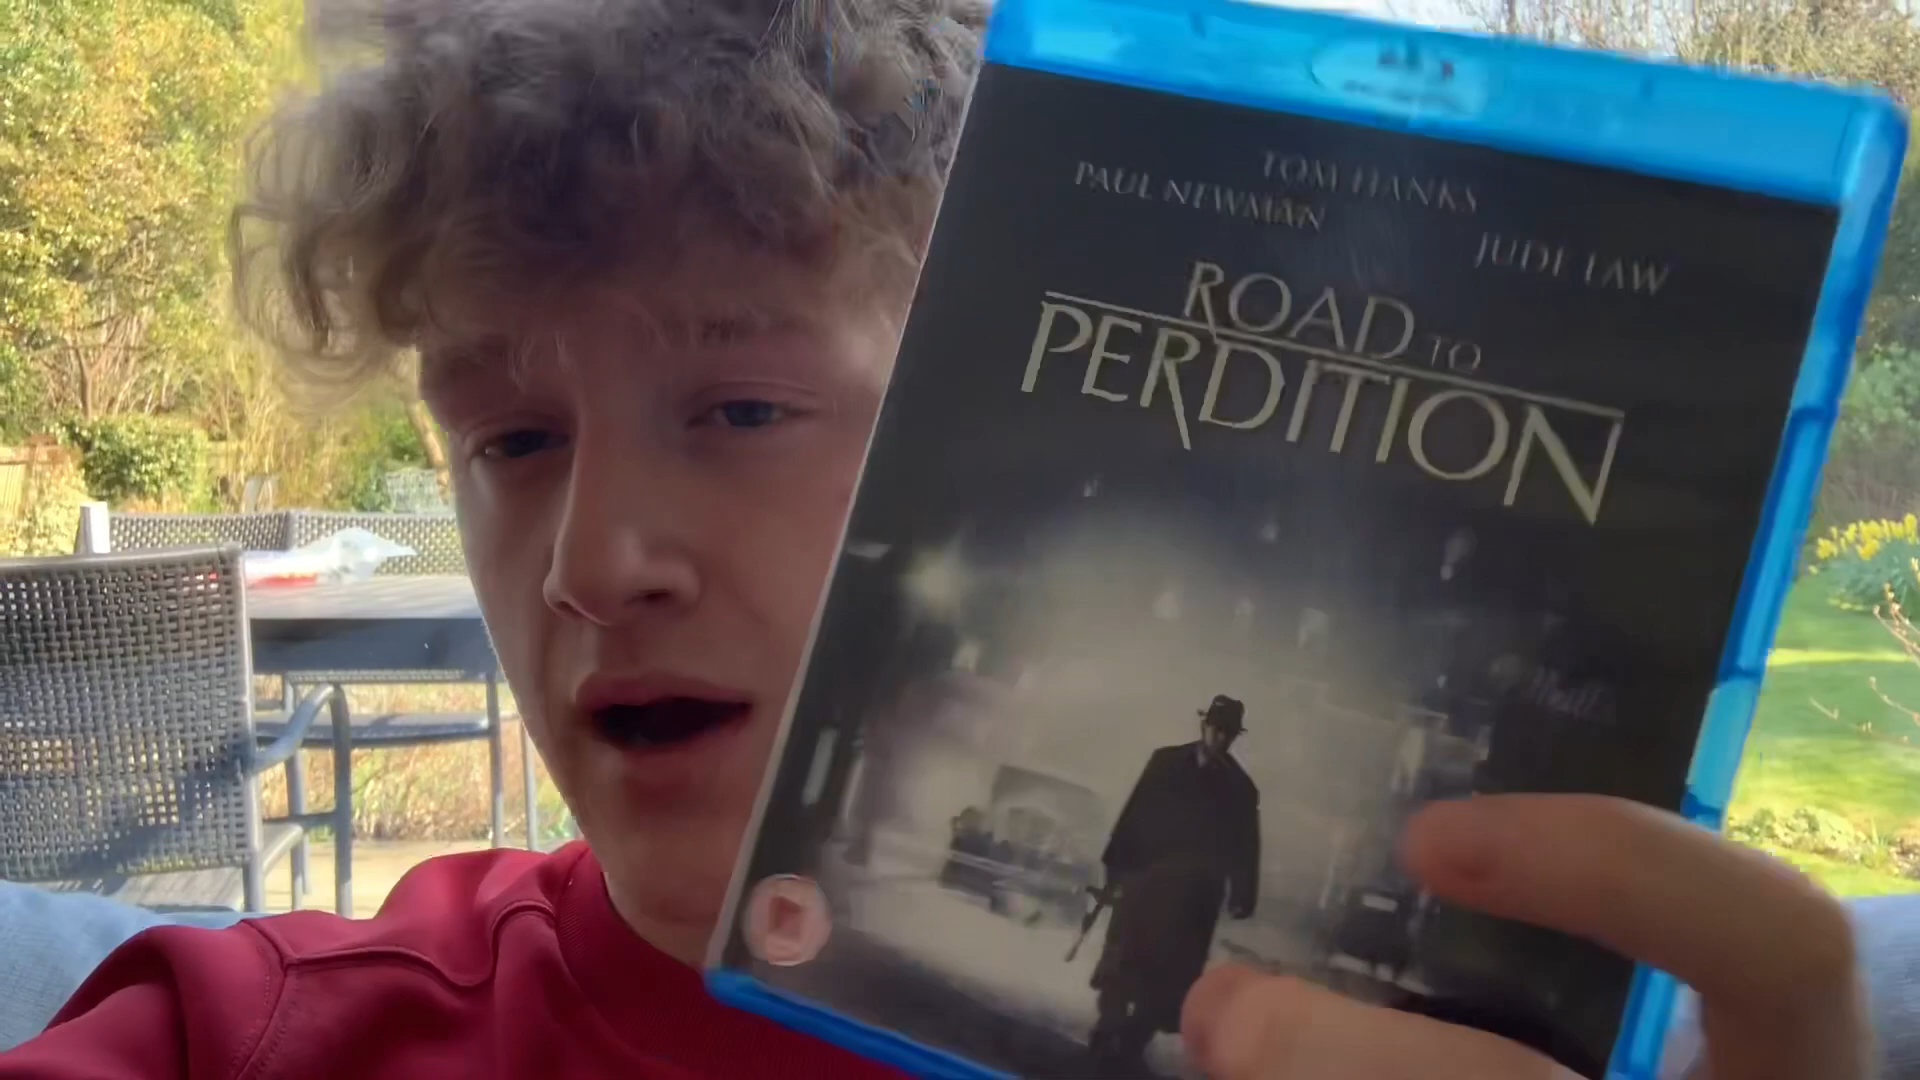 TOM HANKS
PAUL NEWMAN
JUDE LAW
ROAD TO
PERDITION